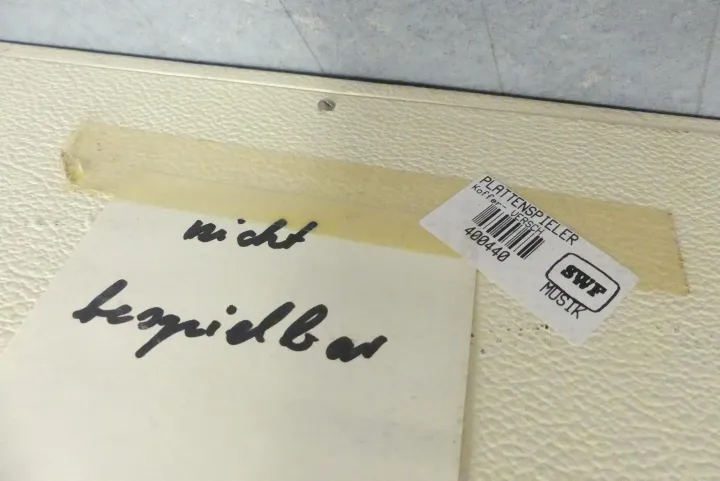 nicht
bespielbar
PLATTENSPIELER
Koffer- VERSCH.
400440
SWF
MUSIK